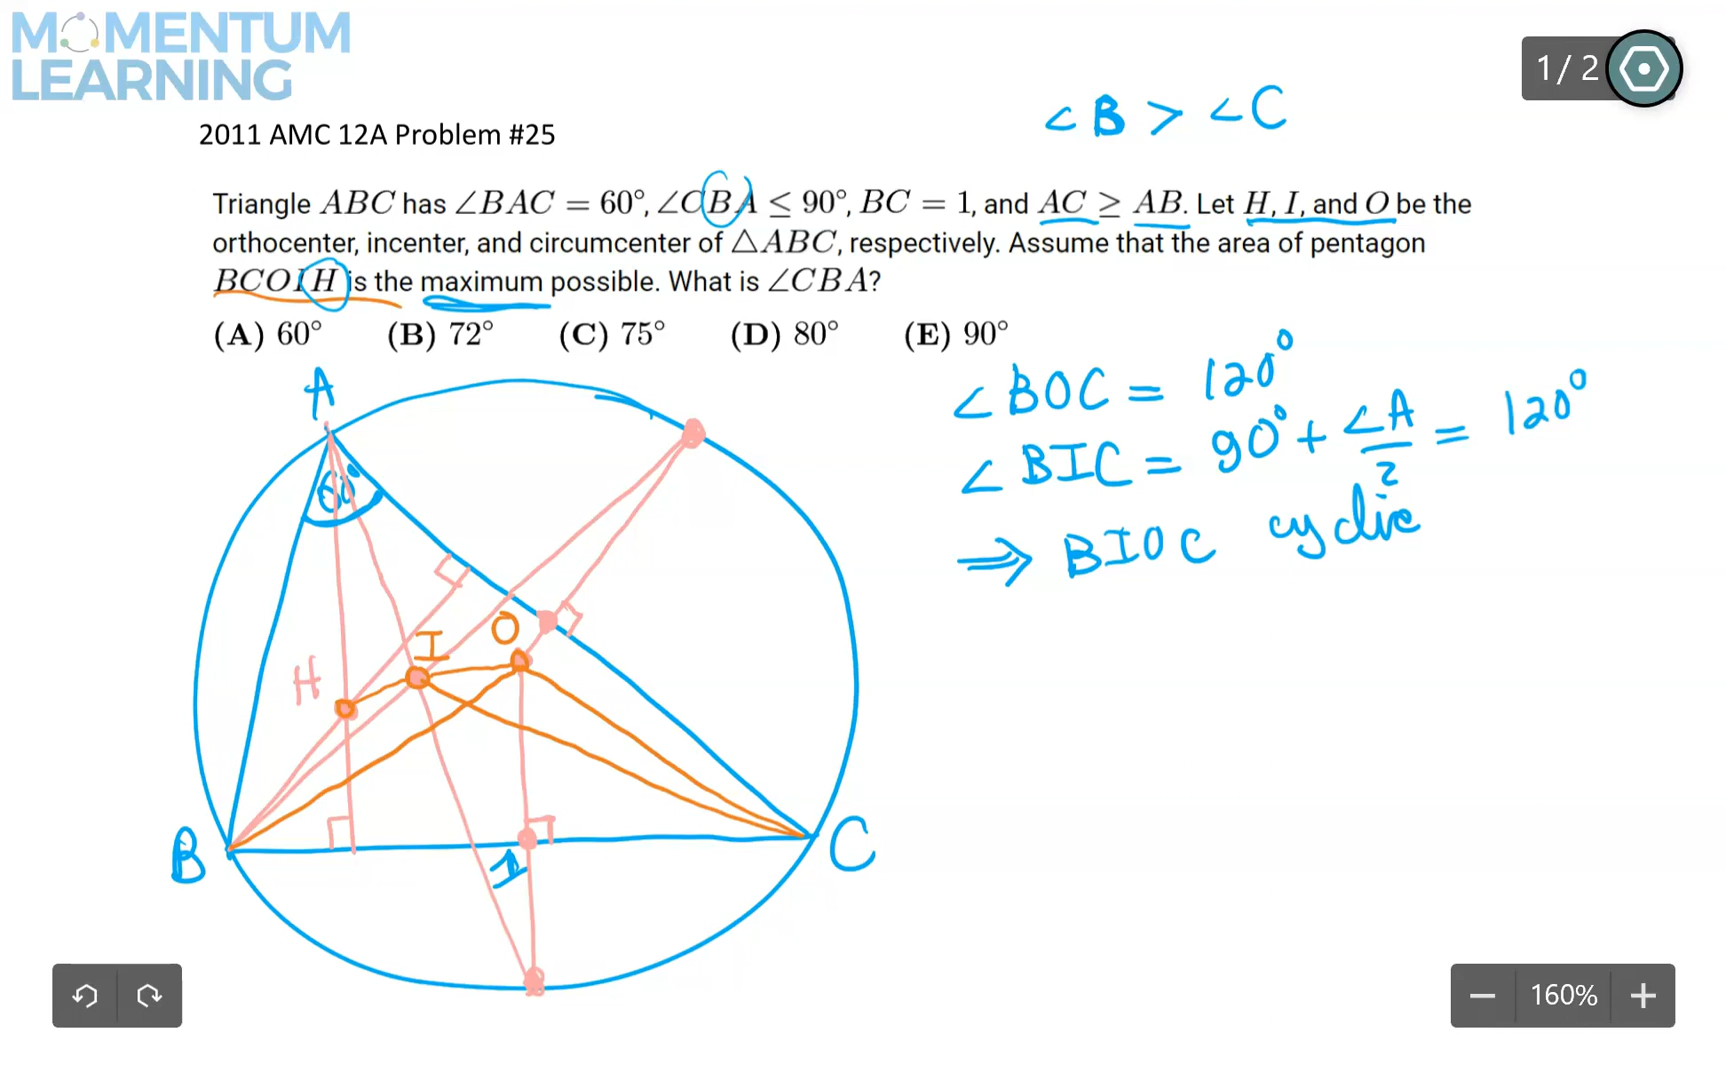 MOMENTUM
LEARNING
1 / 2
∠B > ∠C
2011 AMC 12A Problem #25
Triangle ABC has ∠BAC = 60°, ∠CBA ≤ 90°, BC = 1, and AC ≥ AB. Let H, I, and O be the
orthocenter, incenter, and circumcenter of △ABC, respectively. Assume that the area of pentagon
BCOIH is the maximum possible. What is ∠CBA?
(A) 60° (B) 72° (C) 75° (D) 80° (E) 90°
∠BOC = 120°
∠BIC = 90° + ∠A/2 = 120°
⇒ BIOC cyclic
A
60°
I O
H
B
C
1
160%